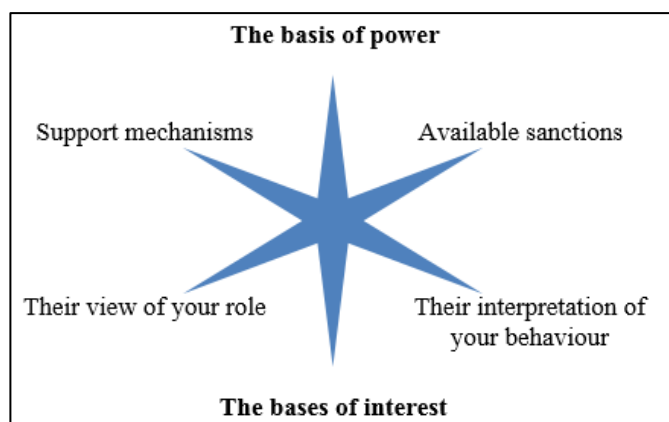 The basis of power
Support mechanisms
Available sanctions
Their view of your role
Their interpretation of
your behaviour
The bases of interest